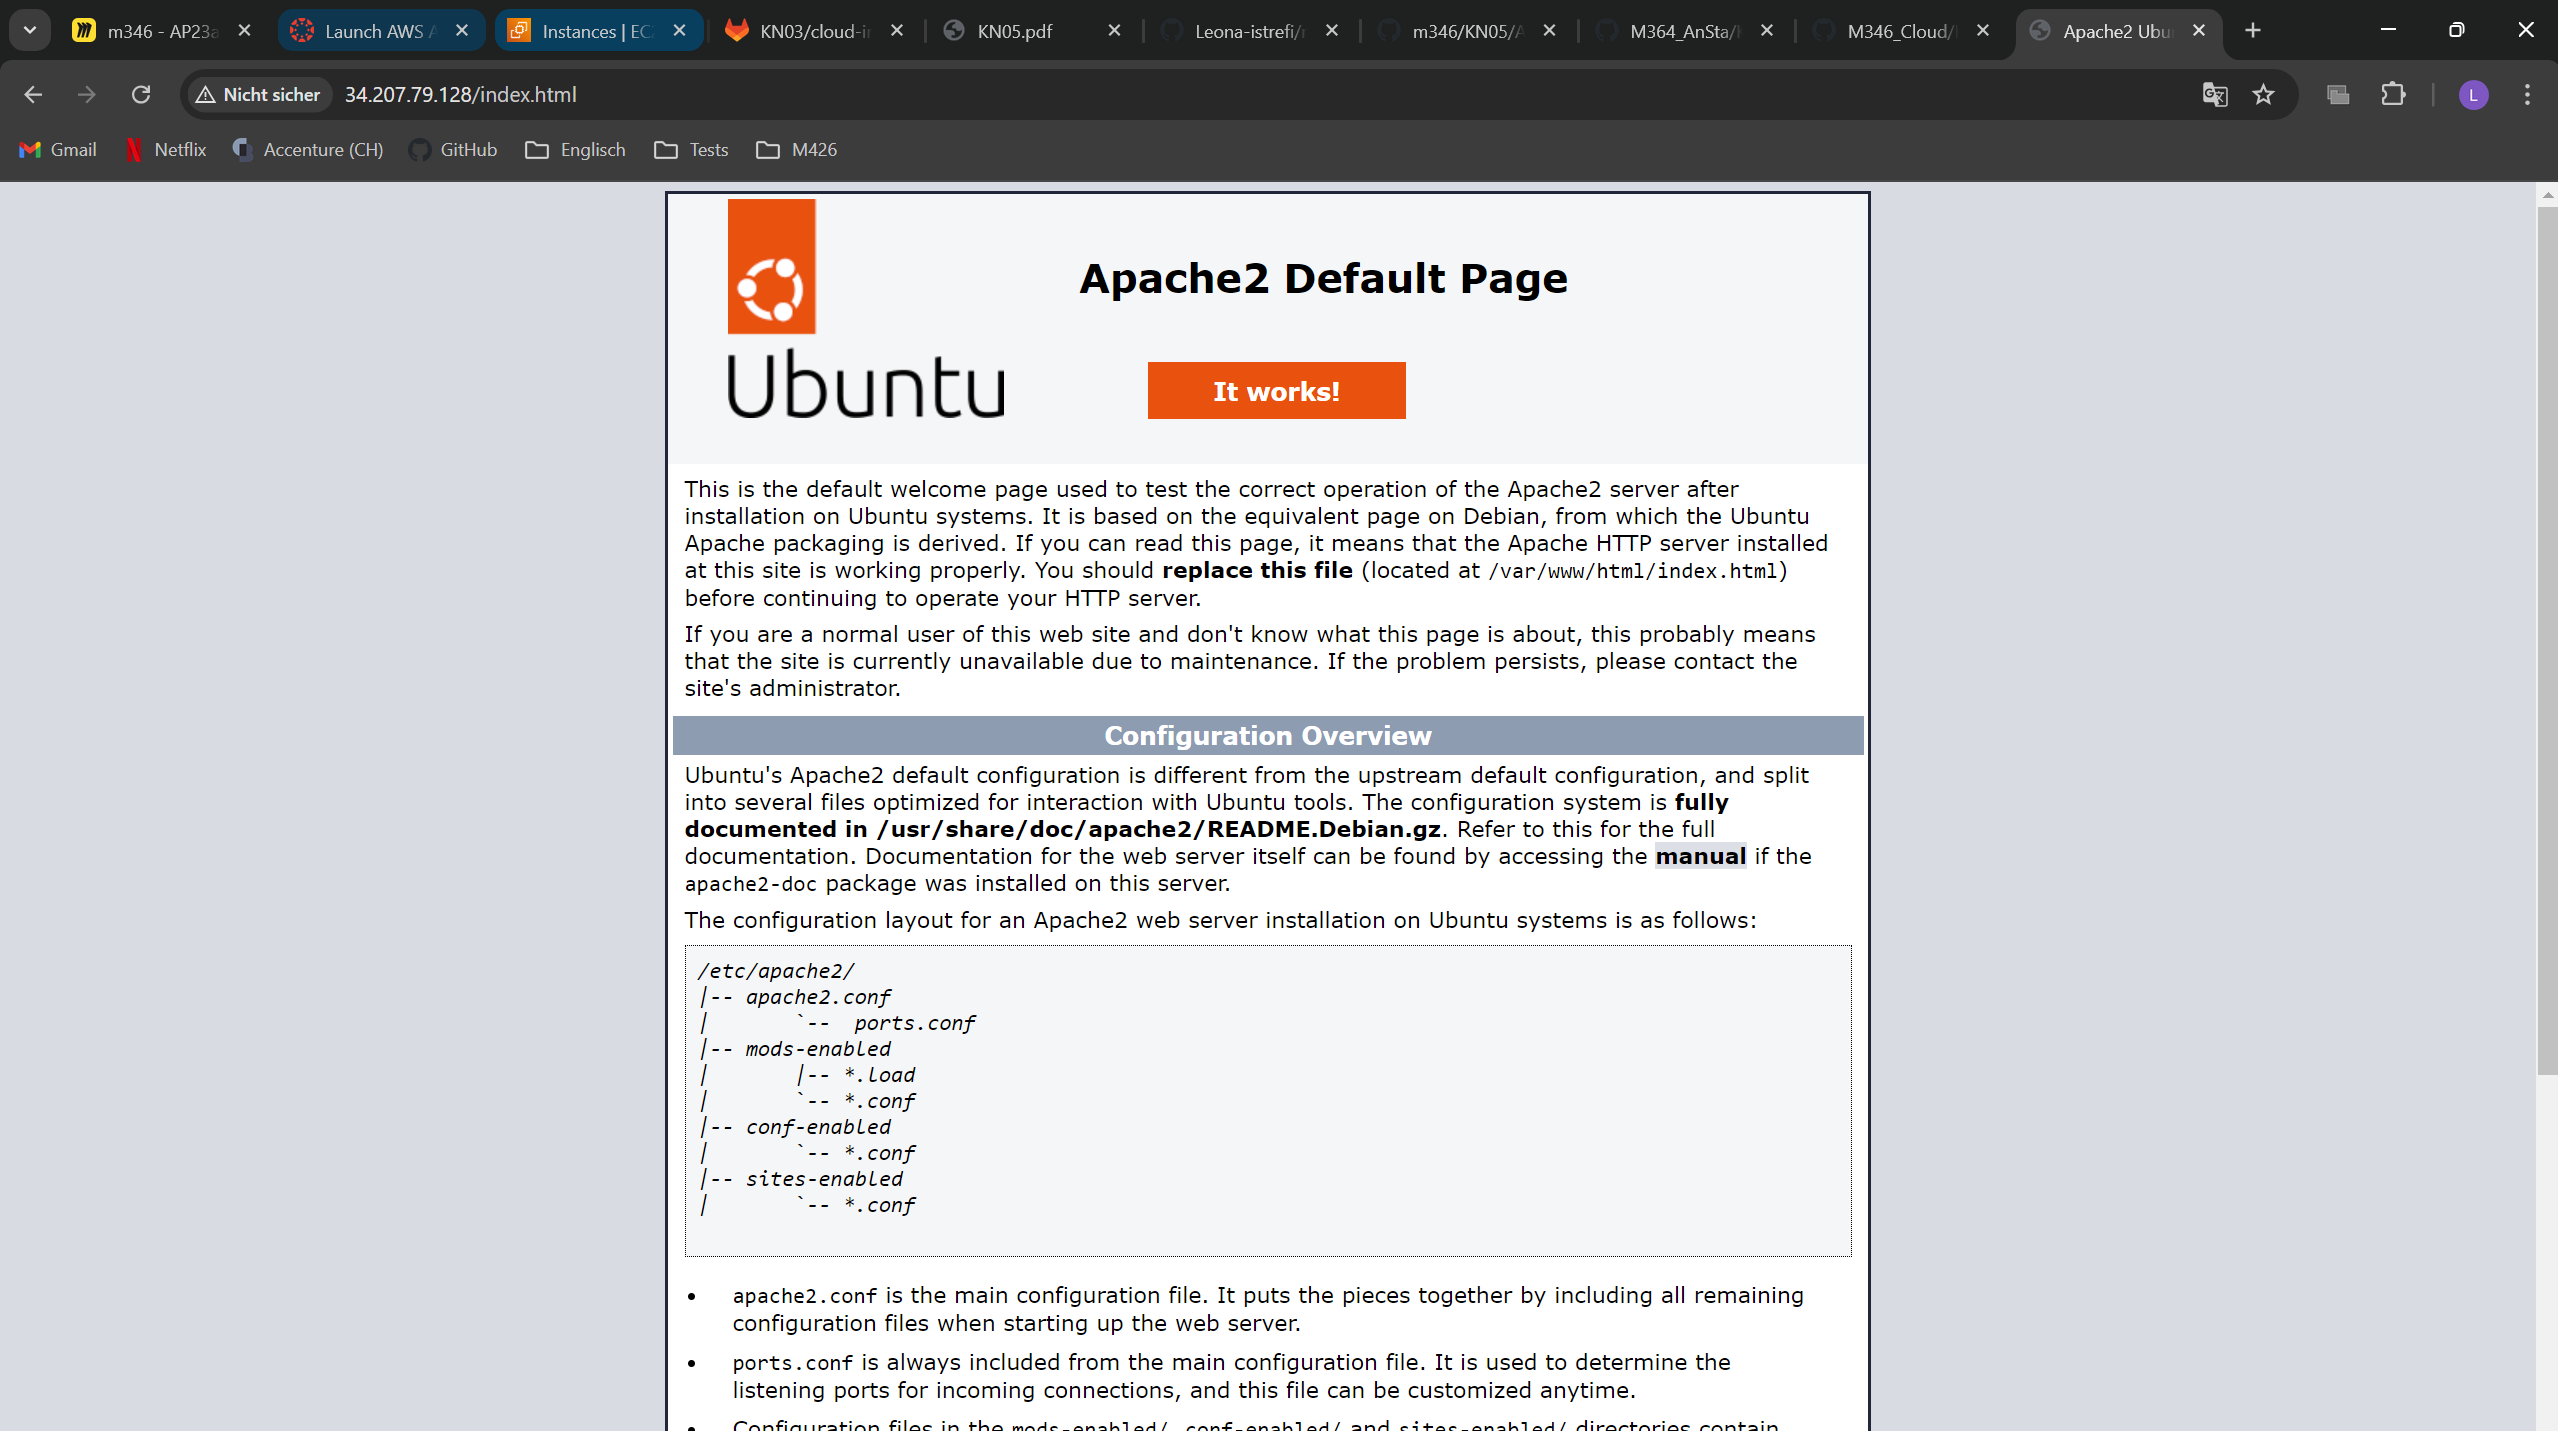 m346 - AP23a
Launch AWS A
Instances | EC
KN03/cloud-i
KN05.pdf
Leona-istrefi/
m346/KN05/A
M364_AnSta/
M346_Cloud/
Apache2 Ubu
Nicht sicher
34.207.79.128/index.html
L
Gmail
Netflix
Accenture (CH)
GitHub
Englisch
Tests
M426
Ubuntu
Apache2 Default Page
It works!
This is the default welcome page used to test the correct operation of the Apache2 server after
installation on Ubuntu systems. It is based on the equivalent page on Debian, from which the Ubuntu
Apache packaging is derived. If you can read this page, it means that the Apache HTTP server installed
at this site is working properly. You should replace this file (located at /var/www/html/index.html)
before continuing to operate your HTTP server.
If you are a normal user of this web site and don't know what this page is about, this probably means
that the site is currently unavailable due to maintenance. If the problem persists, please contact the
site's administrator.
Configuration Overview
Ubuntu's Apache2 default configuration is different from the upstream default configuration, and split
into several files optimized for interaction with Ubuntu tools. The configuration system is fully
documented in /usr/share/doc/apache2/README.Debian.gz. Refer to this for the full
documentation. Documentation for the web server itself can be found by accessing the manual if the
apache2-doc package was installed on this server.
The configuration layout for an Apache2 web server installation on Ubuntu systems is as follows:
/etc/apache2/
|-- apache2.conf
|       `--  ports.conf
|-- mods-enabled
|       |-- *.load
|       `-- *.conf
|-- conf-enabled
|       `-- *.conf
|-- sites-enabled
|       `-- *.conf
• apache2.conf is the main configuration file. It puts the pieces together by including all remaining
configuration files when starting up the web server.
• ports.conf is always included from the main configuration file. It is used to determine the
listening ports for incoming connections, and this file can be customized anytime.
• Configuration files in the mods-enabled/, conf-enabled/ and sites-enabled/ directories contain